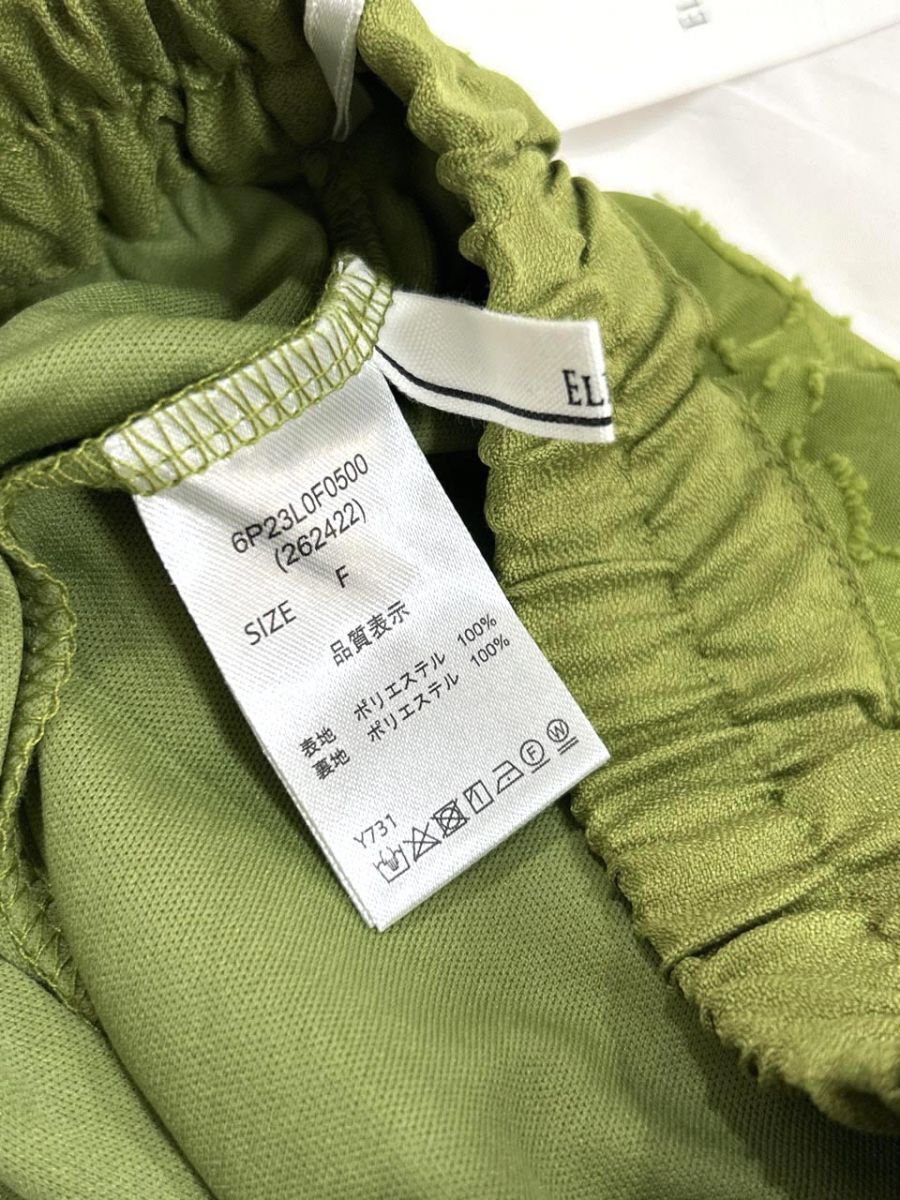 EL
EL
6P23L0F0500
(262422)
SIZE F
品質表示
表地 ポリエステル 100%
裏地 ポリエステル 100%
Y731
F W